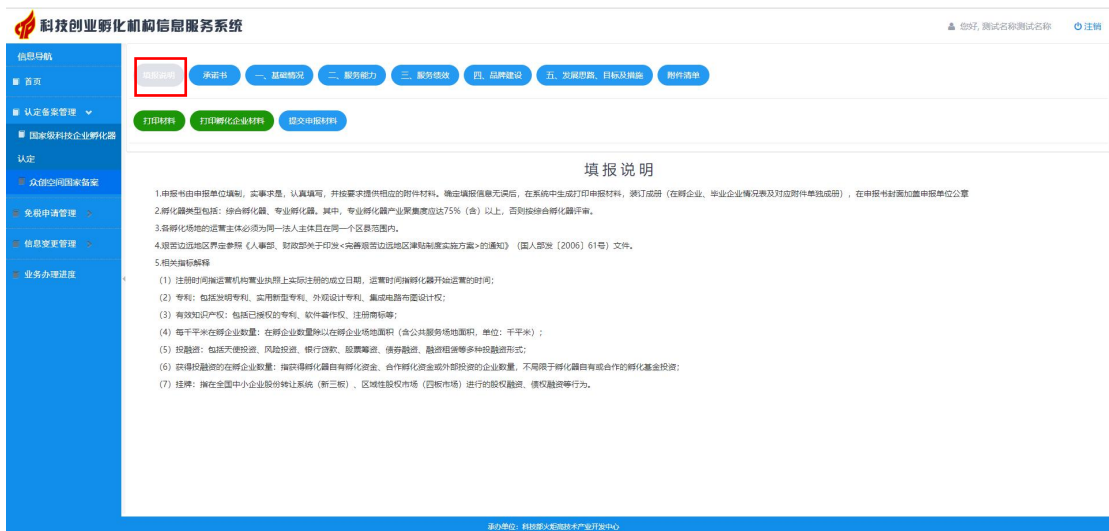 科技创业孵化机构信息服务系统
您好, 测试名称测试名称 注销
信息导航
首页
认定备案管理
国家级科技企业孵化器
认定
众创空间国家备案
免税申请管理
信息变更管理
业务办理进度
填报说明 承诺书 一、基础情况 二、服务能力 三、服务绩效 四、品牌建设 五、发展思路、目标及措施 附件清单
打印材料 打印孵化企业材料 提交申报材料
填报说明
1.申报书由申报单位填制，实事求是，认真填写，并按要求提供相应的附件材料。确定填报信息无误后，在系统中生成打印申报材料，装订成册（在孵企业、毕业企业情况表及对应附件单独成册），在申报书封面加盖申报单位公章
2.孵化器类型包括：综合孵化器、专业孵化器。其中，专业孵化器产业聚集度应达75%（含）以上，否则按综合孵化器评审。
3.各孵化场地的运营主体必须为同一法人主体且在同一个区县范围内。
4.艰苦边远地区界定参照《人事部、财政部关于印发<完善艰苦边远地区津贴制度实施方案>的通知》（国人部发〔2006〕61号）文件。
5.相关指标解释
（1）注册时间指运营机构营业执照上实际注册的成立日期，运营时间指孵化器开始运营的时间；
（2）专利：包括发明专利、实用新型专利、外观设计专利、集成电路布图设计权；
（3）有效知识产权：包括已授权的专利、软件著作权、注册商标等；
（4）每千平米在孵企业数量：在孵企业数量除以在孵企业场地面积（含公共服务场地面积，单位：千平米）；
（5）投融资：包括天使投资、风险投资、银行贷款、股票筹资、债券融资、融资租赁等多种投融资形式；
（6）获得投融资的在孵企业数量：指获得孵化器自有孵化资金、合作孵化资金或外部投资的企业数量，不局限于孵化器自有或合作的孵化基金投资；
（7）挂牌：指在全国中小企业股份转让系统（新三板）、区域性股权市场（四板市场）进行的股权融资、债权融资等行为。
承办单位：科技部火炬高技术产业开发中心